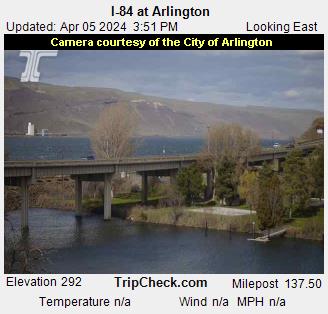 I-84 at Arlington
Updated: Apr 05 2024 3:51 PM Looking East
Camera courtesy of the City of Arlington
Elevation 292 TripCheck.com Milepost 137.50
Temperature n/a Wind n/a MPH n/a